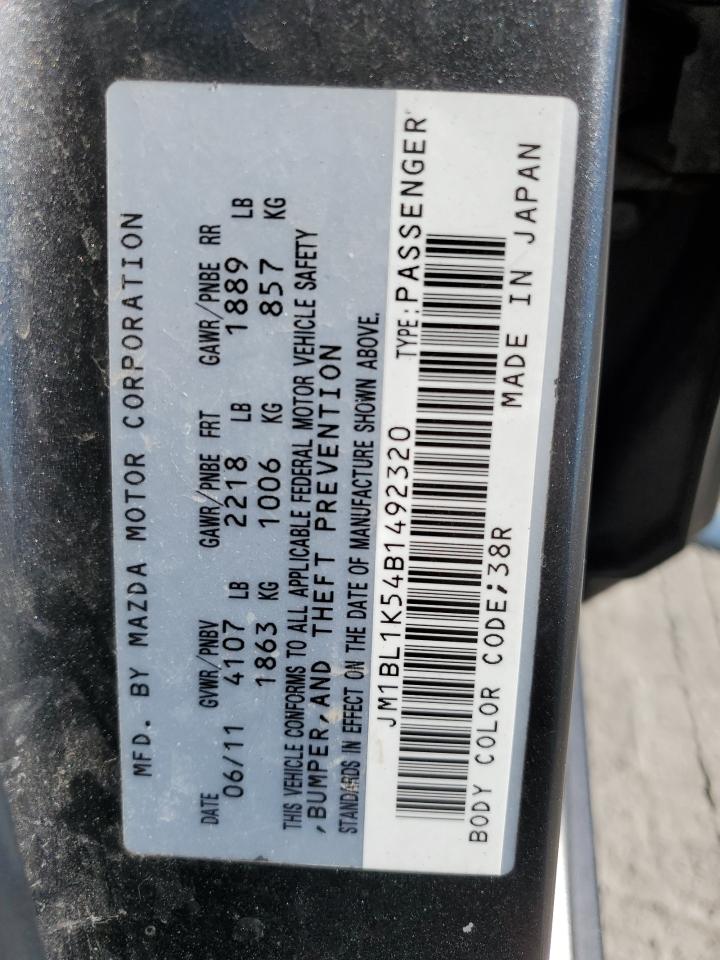 MFD. BY MAZDA MOTOR CORPORATION
DATE GVWR/PNBV GAWR/PNBE FRT GAWR/PNBE RR
06/11 4107 LB 2218 LB 1889 LB
1863 KG 1006 KG 857 KG
THIS VEHICLE CONFORMS TO ALL APPLICABLE FEDERAL MOTOR VEHICLE SAFETY
,BUMPER,AND THEFT PREVENTION
STANDARDS IN EFFECT ON THE DATE OF MANUFACTURE SHOWN ABOVE.
JM1BL1K54B1492320 TYPE:PASSENGER
BODY COLOR CODE;38R MADE IN JAPAN